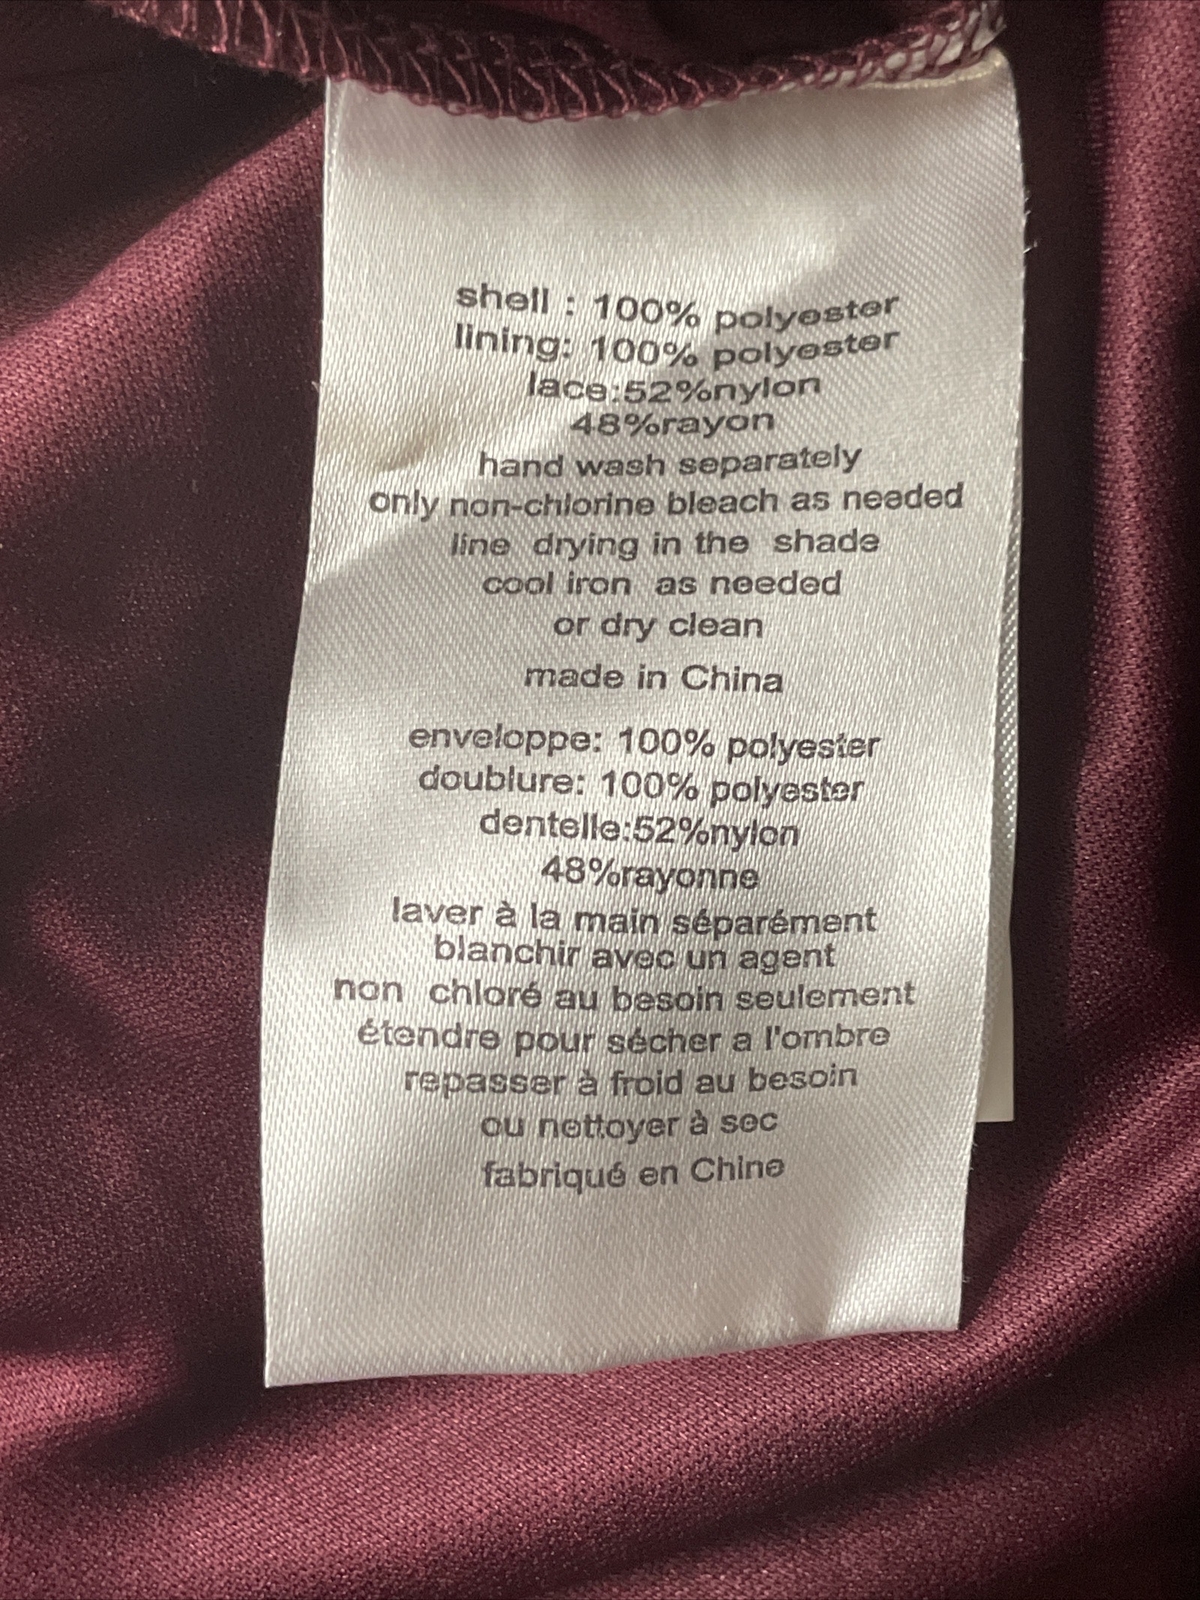 shell : 100% polyester
lining: 100% polyester
lace:52%nylon
48%rayon
hand wash separately
only non-chlorine bleach as needed
line drying in the shade
cool iron as needed
or dry clean
made in China
enveloppe: 100% polyester
doublure: 100% polyester
dentelle:52%nylon
48%rayonne
laver à la main séparément
blanchir avec un agent
non chloré au besoin seulement
étendre pour sécher a l'ombre
repasser à froid au besoin
ou nettoyer à sec
fabriqué en Chine